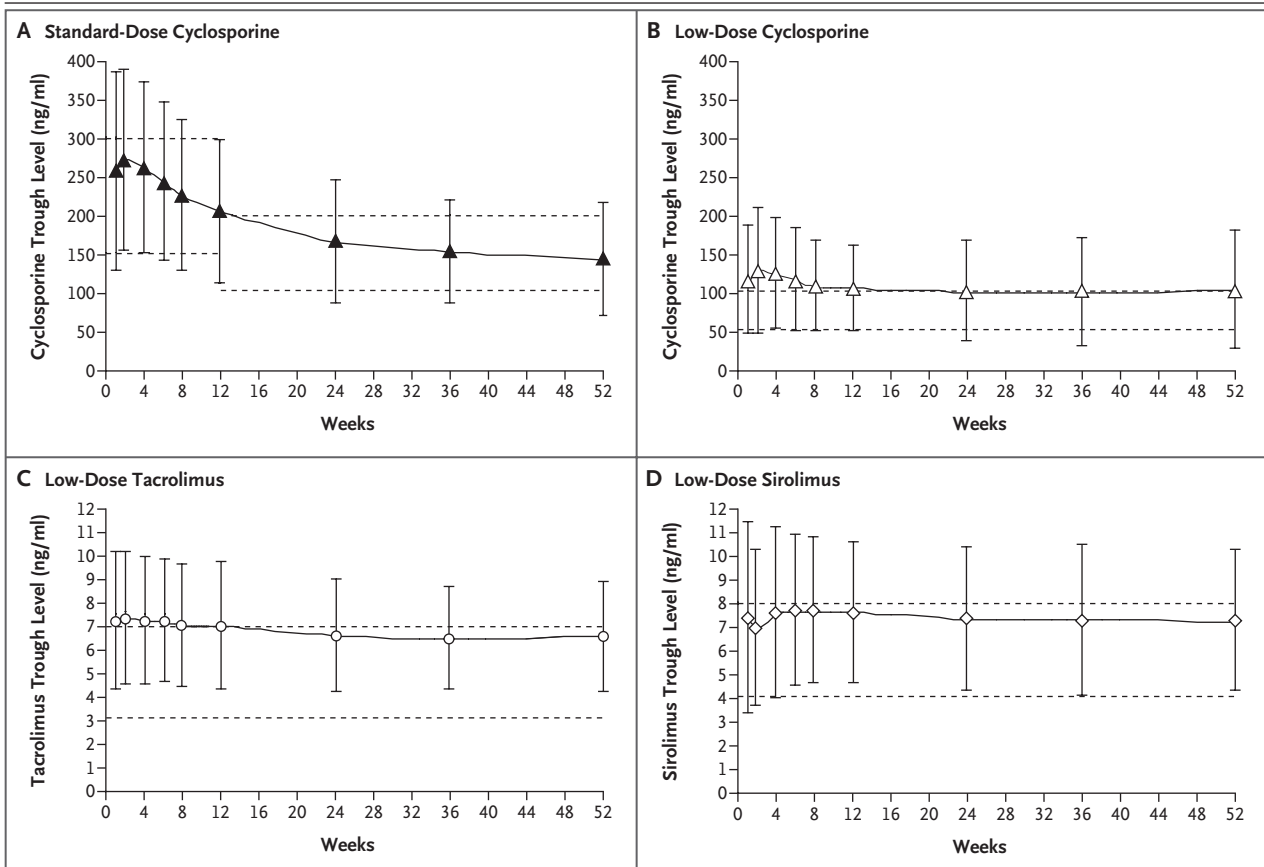 A Standard-Dose Cyclosporine
Cyclosporine Trough Level (ng/ml)
400
350
300
250
200
150
100
50
0
0 4 8 12 16 20 24 28 32 36 40 44 48 52
Weeks
B Low-Dose Cyclosporine
Cyclosporine Trough Level (ng/ml)
400
350
300
250
200
150
100
50
0
0 4 8 12 16 20 24 28 32 36 40 44 48 52
Weeks
C Low-Dose Tacrolimus
Tacrolimus Trough Level (ng/ml)
12
11
10
9
8
7
6
5
4
3
2
1
0
0 4 8 12 16 20 24 28 32 36 40 44 48 52
Weeks
D Low-Dose Sirolimus
Sirolimus Trough Level (ng/ml)
12
11
10
9
8
7
6
5
4
3
2
1
0
0 4 8 12 16 20 24 28 32 36 40 44 48 52
Weeks